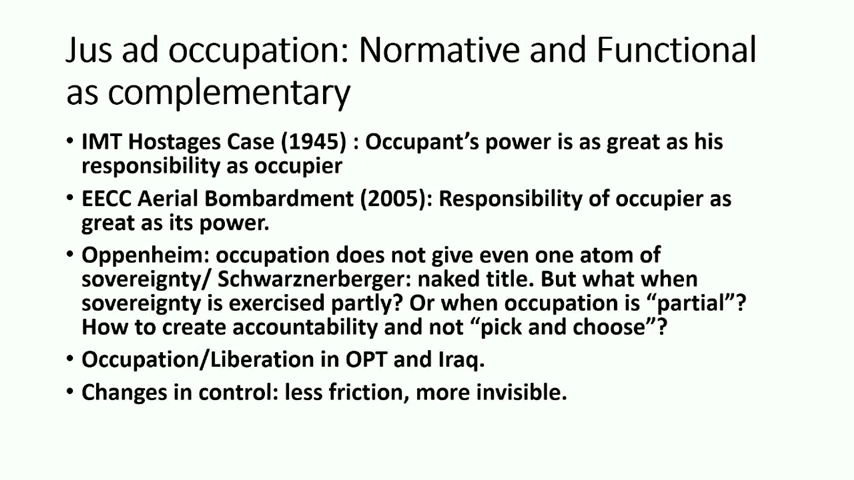 Jus ad occupation: Normative and Functional
as complementary
• IMT Hostages Case (1945) : Occupant's power is as great as his
responsibility as occupier
• EECC Aerial Bombardment (2005): Responsibility of occupier as
great as its power.
• Oppenheim: occupation does not give even one atom of
sovereignty/ Schwarznerberger: naked title. But what when
sovereignty is exercised partly? Or when occupation is “partial”?
How to create accountability and not “pick and choose”?
• Occupation/Liberation in OPT and Iraq.
• Changes in control: less friction, more invisible.